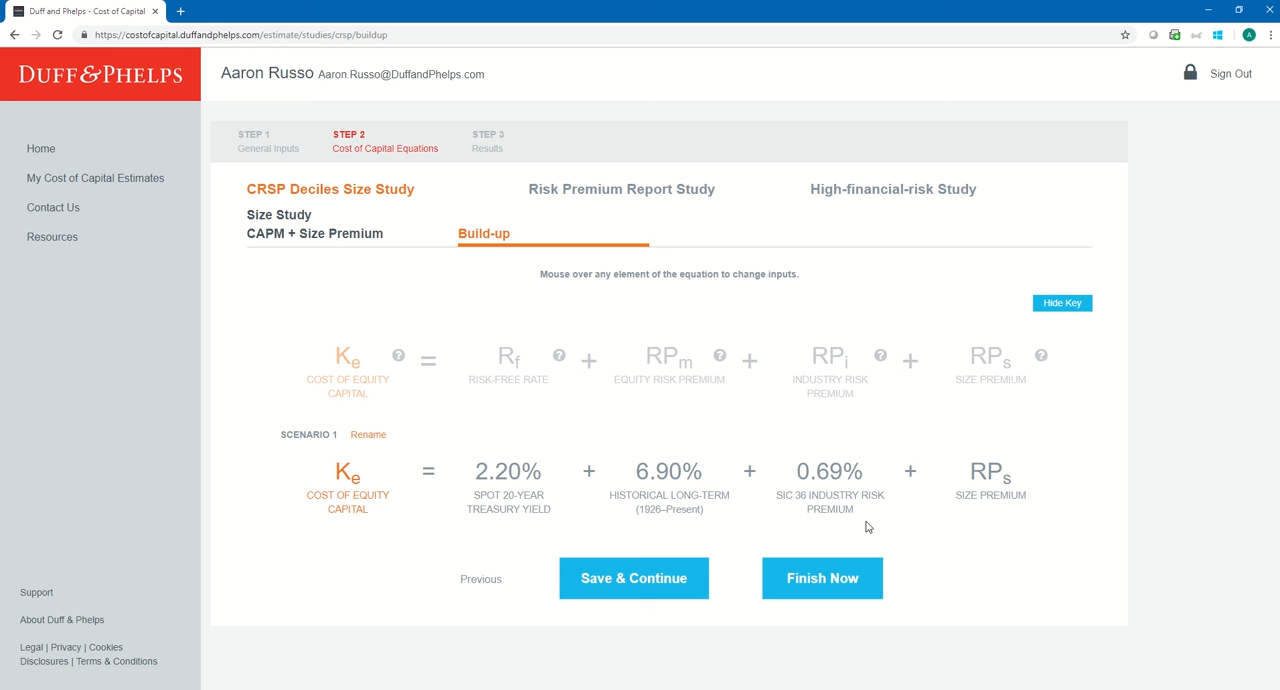 Duff and Phelps - Cost of Capital
https://costofcapital.duffandphelps.com/estimate/studies/crsp/buildup
A
DUFF&PHELPS
Aaron Russo Aaron.Russo@DuffandPhelps.com
Sign Out
Home
My Cost of Capital Estimates
Contact Us
Resources
Support
About Duff & Phelps
Legal | Privacy | Cookies
Disclosures | Terms & Conditions
STEP 1 STEP 2 STEP 3
General Inputs Cost of Capital Equations Results
CRSP Deciles Size Study Risk Premium Report Study High-financial-risk Study
Size Study
CAPM + Size Premium Build-up
Mouse over any element of the equation to change inputs.
Hide Key
Ke ? = Rf ? + RPm ? + RPi ? + RPs ?
COST OF EQUITY RISK-FREE RATE EQUITY RISK PREMIUM INDUSTRY RISK SIZE PREMIUM
CAPITAL PREMIUM
SCENARIO 1 Rename
Ke = 2.20% + 6.90% + 0.69% + RPs
COST OF EQUITY SPOT 20-YEAR HISTORICAL LONG-TERM SIC 36 INDUSTRY RISK SIZE PREMIUM
CAPITAL TREASURY YIELD (1926–Present) PREMIUM
Previous Save & Continue Finish Now